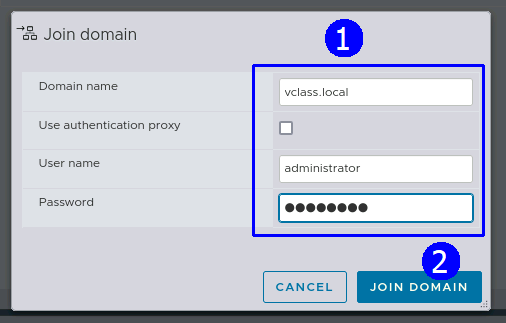 Join domain
1
Domain name
vclass.local
Use authentication proxy
User name
administrator
Password
●●●●●●●●
2
CANCEL
JOIN DOMAIN